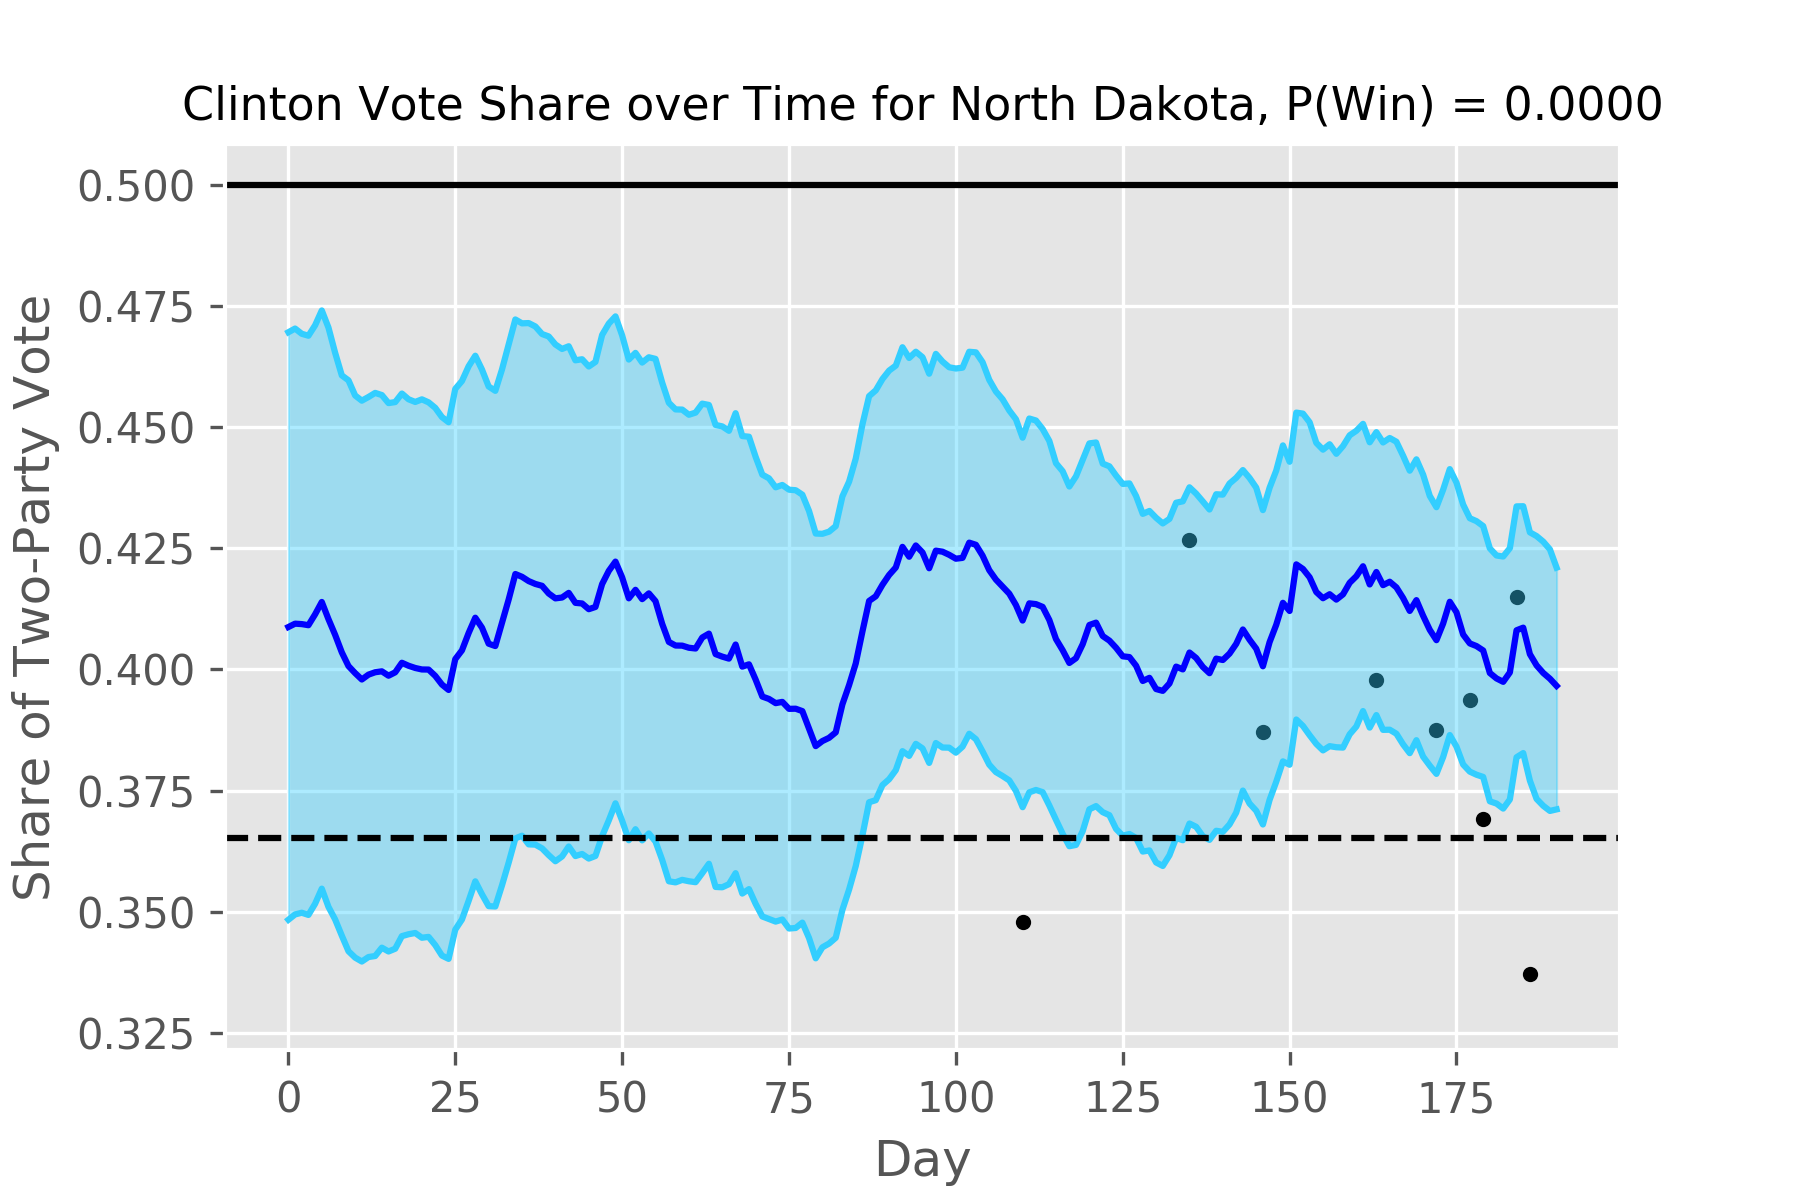 Clinton Vote Share over Time for North Dakota, P(Win) = 0.0000
Share of Two-Party Vote
0.500
0.475
0.450
0.425
0.400
0.375
0.350
0.325
0 25 50 75 100 125 150 175
Day